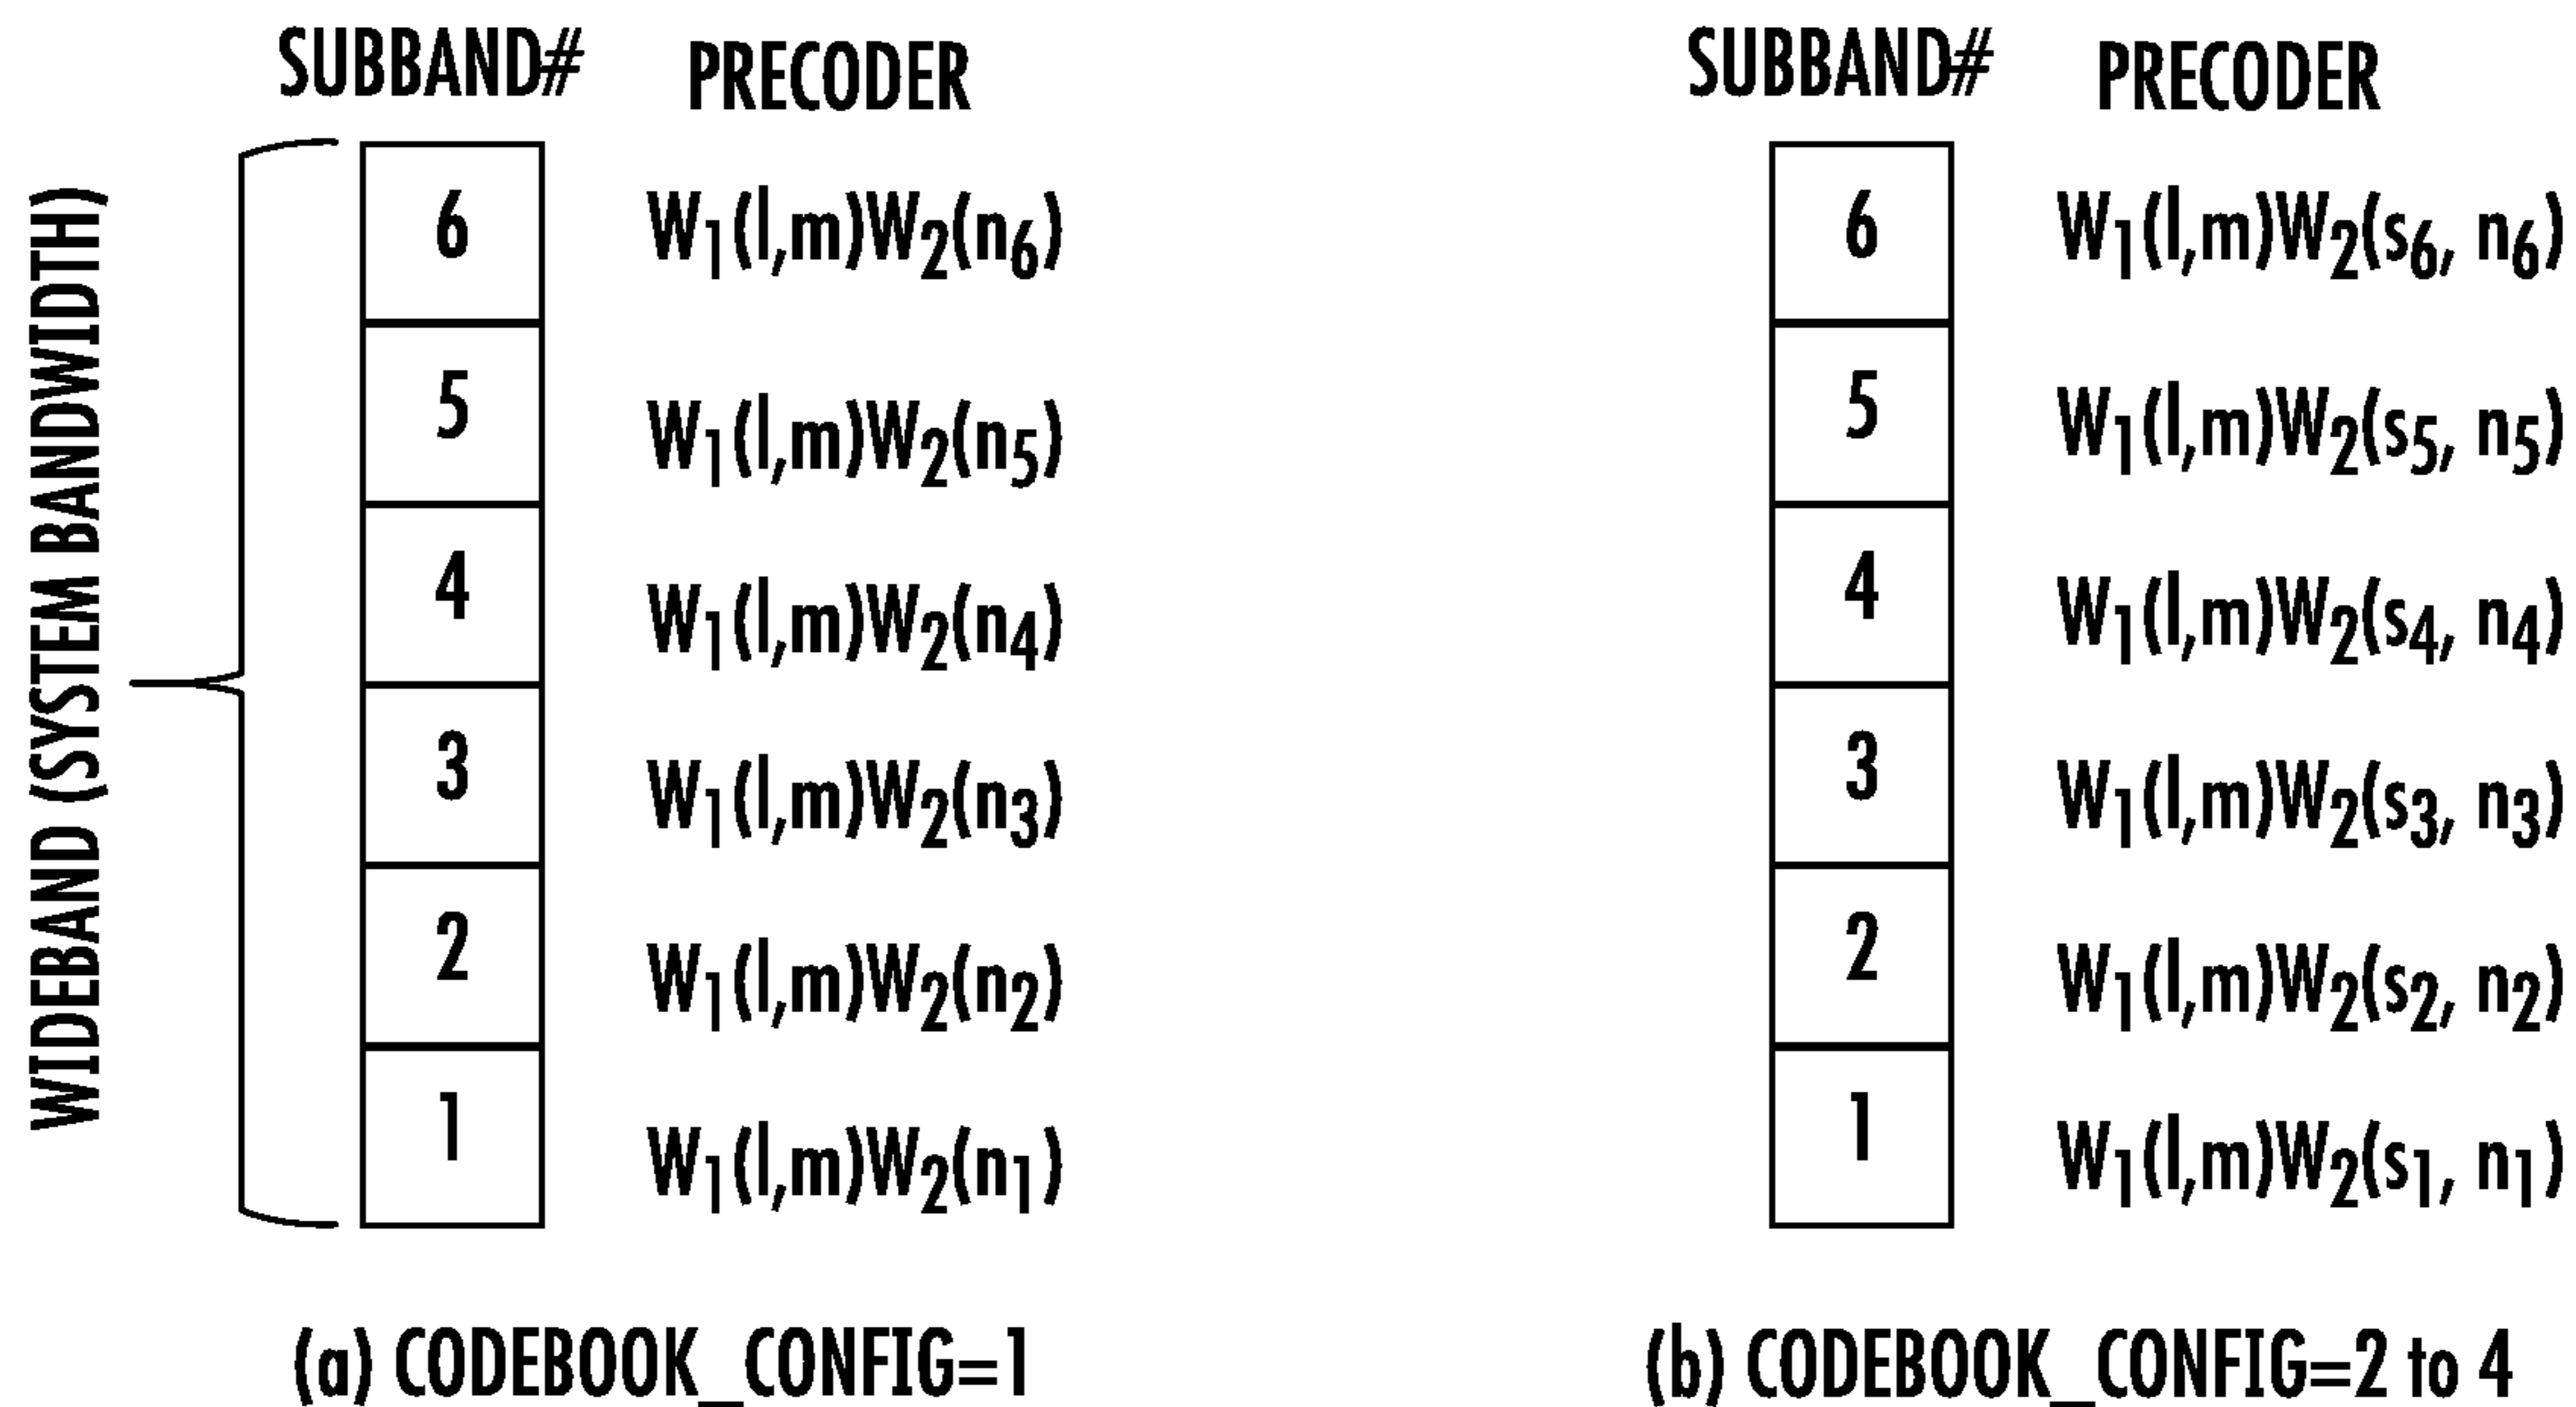 WIDEBAND (SYSTEM BANDWIDTH)
SUBBAND# PRECODER
6 W₁(l,m)W₂(n₆)
5 W₁(l,m)W₂(n₅)
4 W₁(l,m)W₂(n₄)
3 W₁(l,m)W₂(n₃)
2 W₁(l,m)W₂(n₂)
1 W₁(l,m)W₂(n₁)
(a) CODEBOOK_CONFIG=1
SUBBAND# PRECODER
6 W₁(l,m)W₂(s₆, n₆)
5 W₁(l,m)W₂(s₅, n₅)
4 W₁(l,m)W₂(s₄, n₄)
3 W₁(l,m)W₂(s₃, n₃)
2 W₁(l,m)W₂(s₂, n₂)
1 W₁(l,m)W₂(s₁, n₁)
(b) CODEBOOK_CONFIG=2 to 4